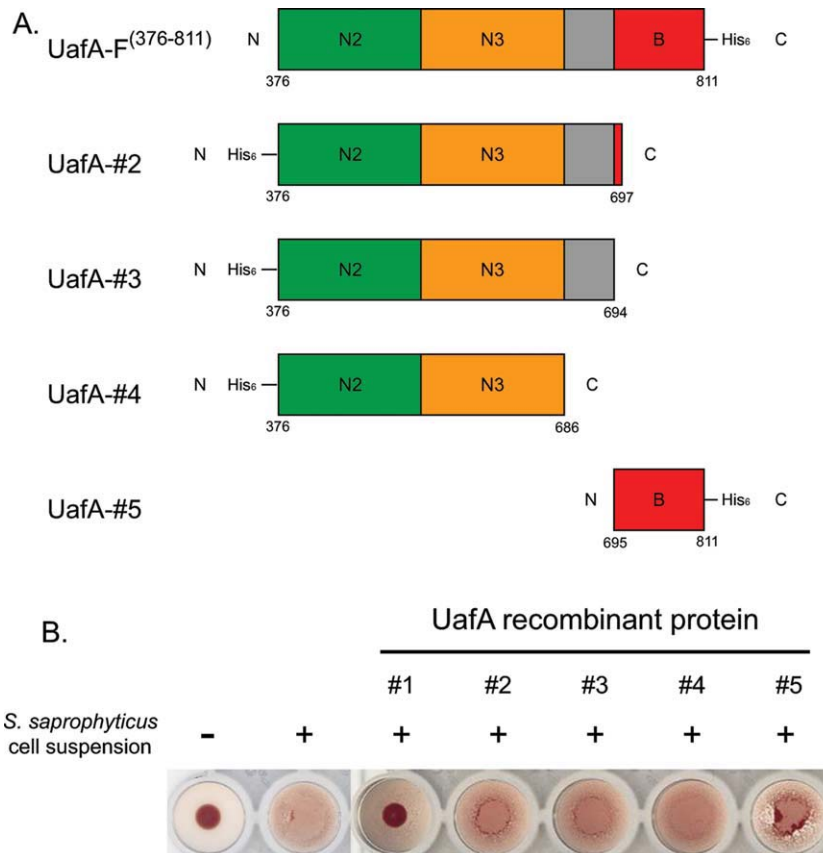 A.
UafA-F(376-811) N N2 N3 B His₆ C
376 811
UafA-#2 N His₆ N2 N3 C
376 697
UafA-#3 N His₆ N2 N3 C
376 694
UafA-#4 N His₆ N2 N3 C
376 686
UafA-#5 N B His₆ C
695 811
B.
UafA recombinant protein
#1 #2 #3 #4 #5
S. saprophyticus
cell suspension - + + + + + +